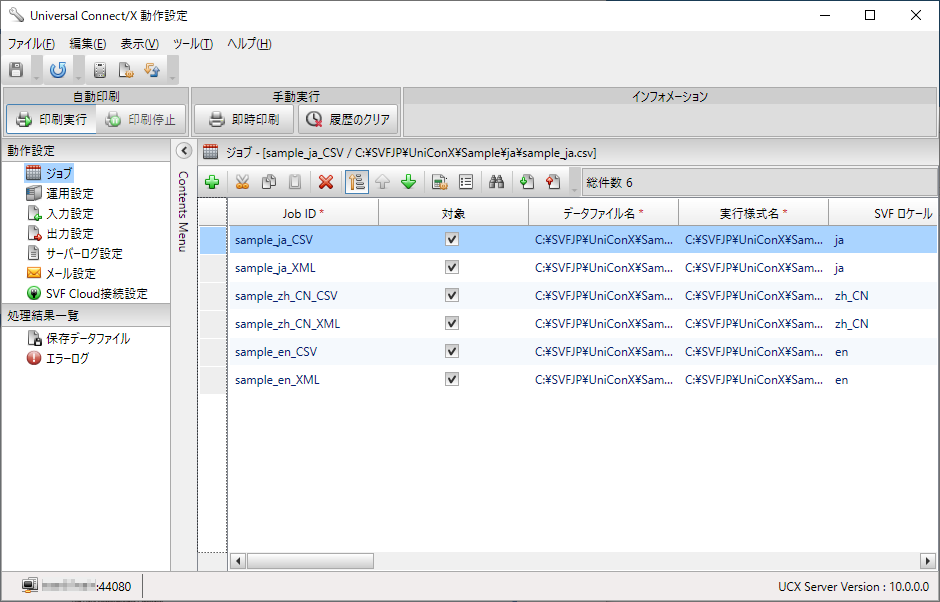 Universal Connect/X 動作設定
ファイル(F) 編集(E) 表示(V) ツール(T) ヘルプ(H)
自動印刷 手動実行 インフォメーション
印刷実行 印刷停止 即時印刷 履歴のクリア
動作設定
ジョブ
運用設定
入力設定
出力設定
サーバーログ設定
メール設定
SVF Cloud接続設定
処理結果一覧
保存データファイル
エラーログ
Contents Menu
ジョブ - [sample_ja_CSV / C:¥SVFJP¥UniConX¥Sample¥ja¥sample_ja.csv]
総件数 6
Job ID * 対象 データファイル名 * 実行様式名 * SVF ロケール
sample_ja_CSV C:¥SVFJP¥UniConX¥Sam... C:¥SVFJP¥UniConX¥Sam... ja
sample_ja_XML C:¥SVFJP¥UniConX¥Sam... C:¥SVFJP¥UniConX¥Sam... ja
sample_zh_CN_CSV C:¥SVFJP¥UniConX¥Sam... C:¥SVFJP¥UniConX¥Sam... zh_CN
sample_zh_CN_XML C:¥SVFJP¥UniConX¥Sam... C:¥SVFJP¥UniConX¥Sam... zh_CN
sample_en_CSV C:¥SVFJP¥UniConX¥Sam... C:¥SVFJP¥UniConX¥Sam... en
sample_en_XML C:¥SVFJP¥UniConX¥Sam... C:¥SVFJP¥UniConX¥Sam... en
:44080 UCX Server Version : 10.0.0.0